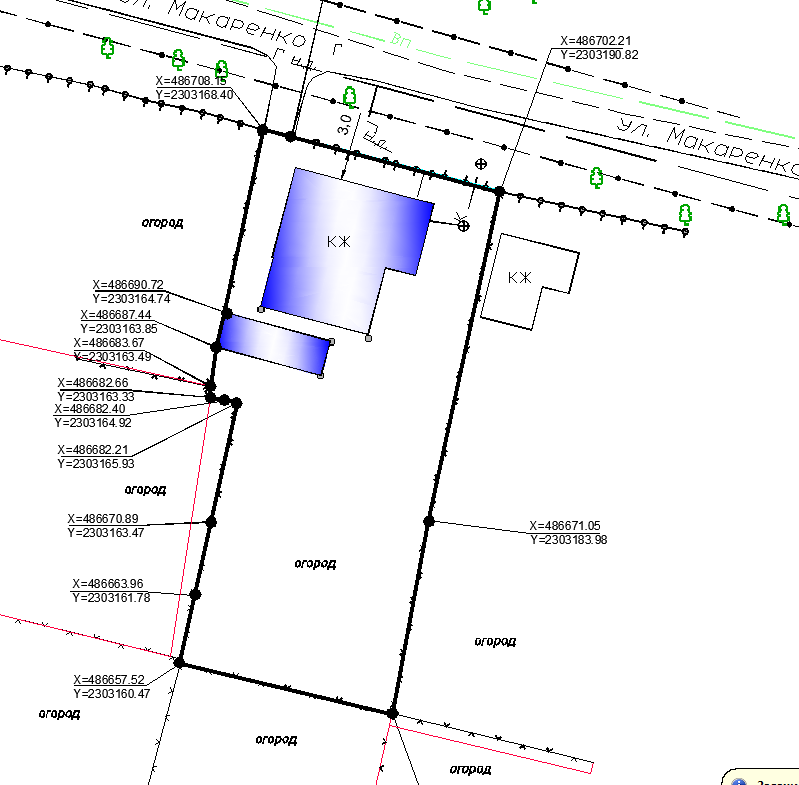 ул. Макаренко
Г
Г н.д.
Вп
X=486702.21
Y=2303190.82
X=486708.15
Y=2303168.40
3,0
Ул. Макаренко
огород
КЖ
К
КЖ
X=486690.72
Y=2303164.74
X=486687.44
Y=2303163.85
X=486683.67
Y=2303163.49
X=486682.66
Y=2303163.33
X=486682.40
Y=2303164.92
X=486682.21
Y=2303165.93
огород
X=486670.89
Y=2303163.47
X=486671.05
Y=2303183.98
огород
X=486663.96
Y=2303161.78
огород
X=486657.52
Y=2303160.47
огород
огород
огород